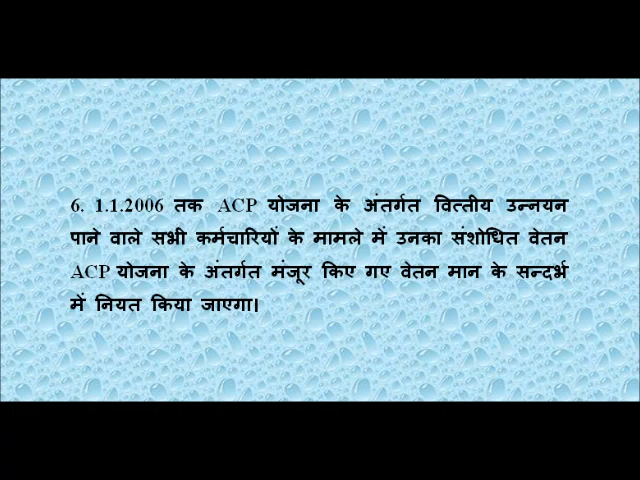 6. 1.1.2006 तक ACP योजना के अंतर्गत वित्तीय उन्नयन
पाने वाले सभी कर्मचारियों के मामले में उनका संशोधित वेतन
ACP योजना के अंतर्गत मंजूर किए गए वेतन मान के सन्दर्भ
में नियत किया जाएगा।